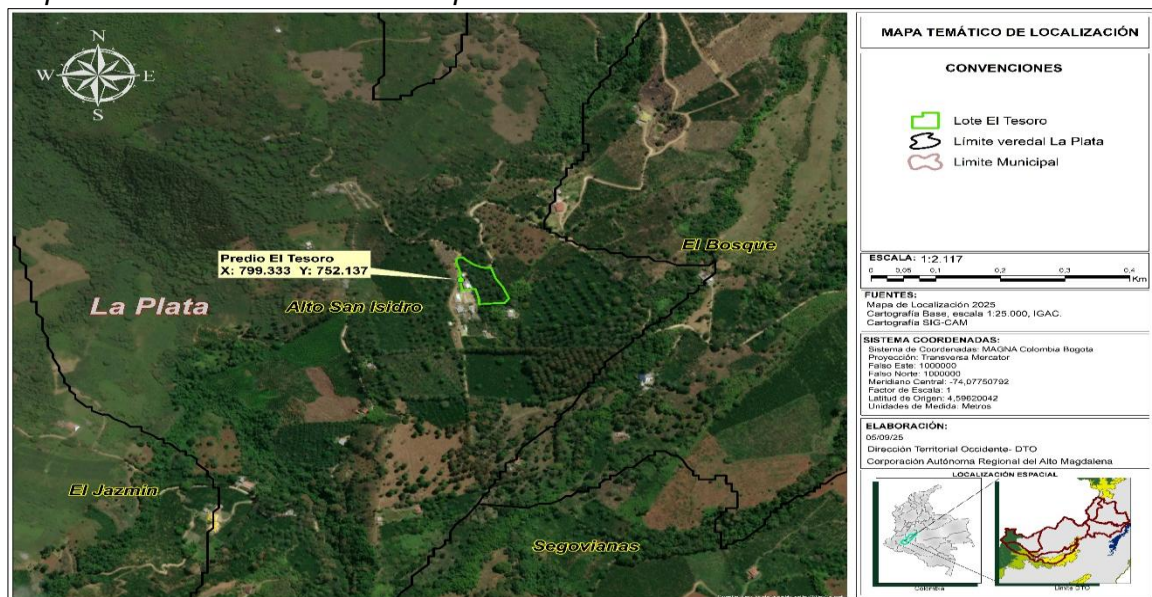 N
W E
S
Predio El Tesoro
X: 799.333 Y: 752.137
La Plata
Alto San Isidro
El Bosque
El Jazmin
Segovianas
MAPA TEMÁTICO DE LOCALIZACIÓN
CONVENCIONES
Lote El Tesoro
Límite veredal La Plata
Limite Municipal
ESCALA: 1:2.117
0 0,05 0,1 0,2 0,3 0,4
Km
FUENTES:
Mapa de Localización 2025
Cartografía Base, escala 1:25.000, IGAC.
Cartografía SIG-CAM
SISTEMA COORDENADAS:
Sistema de Coordenadas: MAGNA Colombia Bogota
Proyección: Transversa Mercator
Falso Este: 1000000
Falso Norte: 1000000
Meridiano Central: -74,07750792
Factor de Escala: 1
Latitud de Origen: 4,59620042
Unidades de Medida: Metros
ELABORACIÓN:
05/09/25
Dirección Territorial Occidente- DTO
Corporación Autónoma Regional del Alto Magdalena
LOCALIZACIÓN ESPACIAL
Colombia
Límite DTO